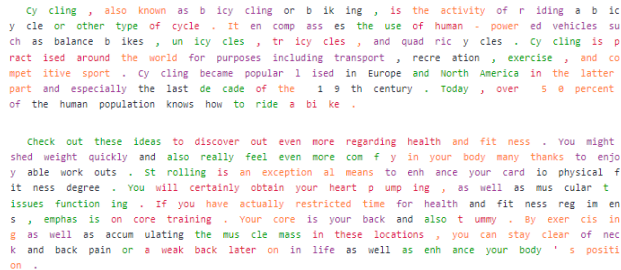 Cy cling , also known as b icy cling or b ik ing , is the activity of r iding a b ic
y cle or other type of cycle . It en comp ass es the use of human - power ed vehicles su
ch as balance b ikes , un icy cles , tr icy cles , and quad ric y cles . Cy cling is p
ract ised around the world for purposes including transport , recre ation , exercise , and co
mpet itive sport . Cy cling became popular l ised in Europe and North America in the latter
part and especially the last de cade of the 1 9 th century . Today , over 5 0 percent
of the human population knows how to ride a bi ke .
Check out these ideas to discover out even more regarding health and fit ness . You might
shed weight quickly and also really feel even more com f y in your body many thanks to enjo
y able work outs . St rolling is an exception al means to enh ance your card io physical f
it ness degree . You will certainly obtain your heart p ump ing , as well as mus cular t
issues function ing . If you have actually restricted time for health and fit ness reg im en
s , emphas is on core training . Your core is your back and also t ummy . By exer cis in
g as well as accum ulating the mus cle mass in these locations , you can stay clear of nec
k and back pain or a weak back later on in life as well as enh ance your body ' s positi
on .